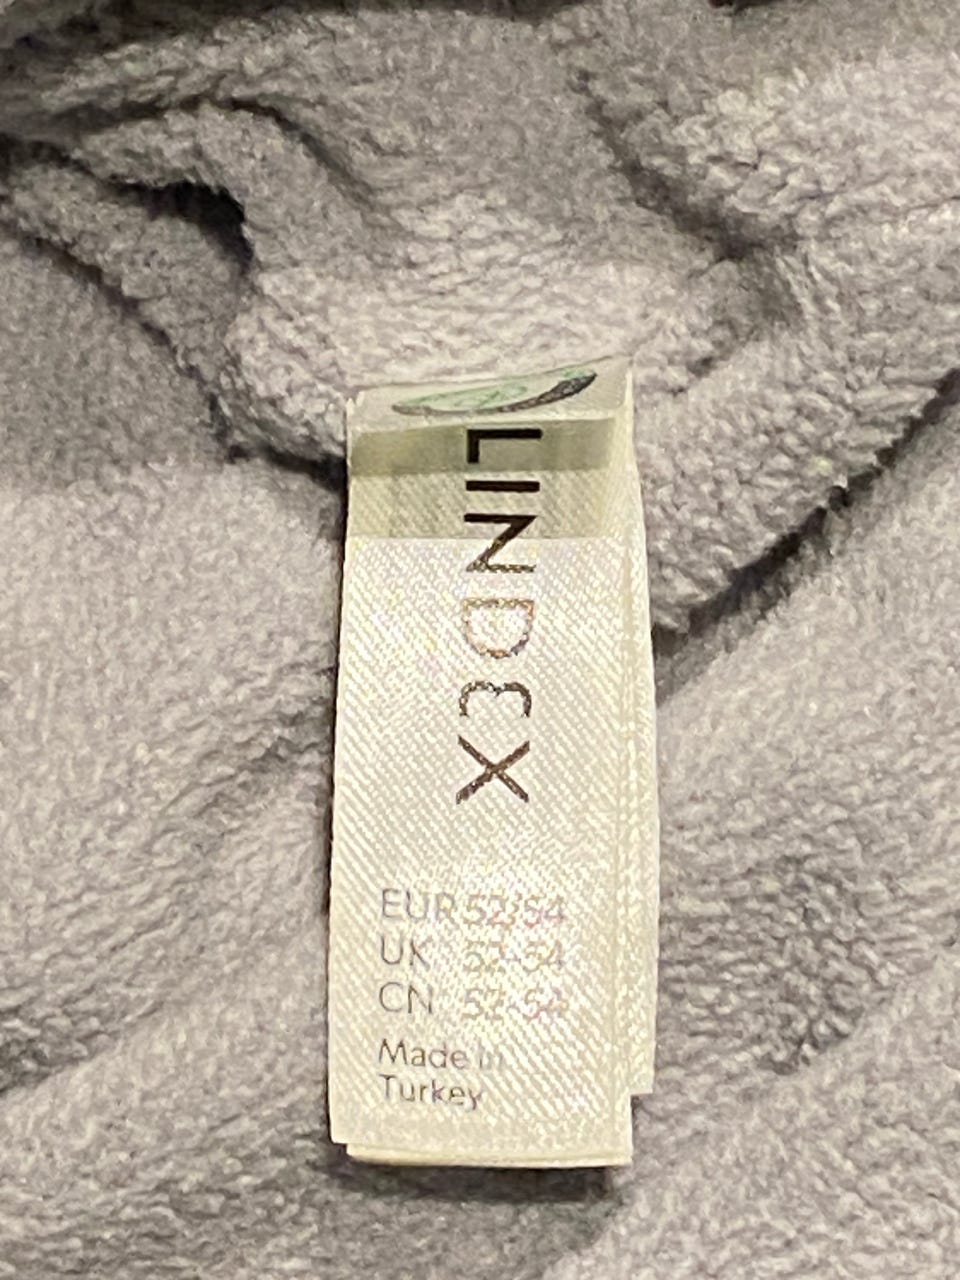 LINDEX
EUR 52/54
UK 52-54
CN 52-54
Made in
Turkey